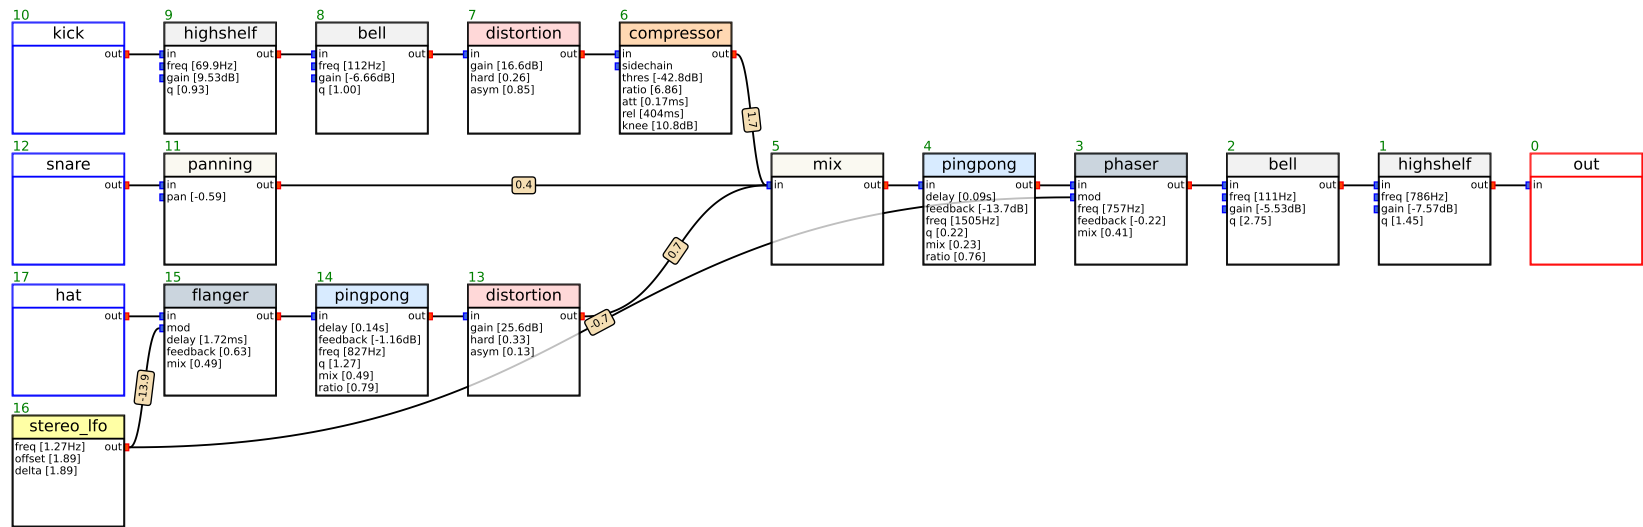 10
kick
out
9
highshelf
in out
freq [69.9Hz]
gain [9.53dB]
q [0.93]
8
bell
in out
freq [112Hz]
gain [-6.66dB]
q [1.00]
7
distortion
in out
gain [16.6dB]
hard [0.26]
asym [0.85]
6
compressor
in out
sidechain
thres [-42.8dB]
ratio [6.86]
att [0.17ms]
rel [404ms]
knee [10.8dB]
1.7
12
snare
out
11
panning
in out
pan [-0.59]
0.4
5
mix
in out
4
pingpong
in out
delay [0.09s]
feedback [-13.7dB]
freq [1505Hz]
q [0.22]
mix [0.23]
ratio [0.76]
3
phaser
in out
mod
freq [757Hz]
feedback [-0.22]
mix [0.41]
2
bell
in out
freq [111Hz]
gain [-5.53dB]
q [2.75]
1
highshelf
in out
freq [786Hz]
gain [-7.57dB]
q [1.45]
0
out
in
0.7
17
hat
out
15
flanger
in out
mod
delay [1.72ms]
feedback [0.63]
mix [0.49]
14
pingpong
in out
delay [0.14s]
feedback [-1.16dB]
freq [827Hz]
q [1.27]
mix [0.49]
ratio [0.79]
13
distortion
in out
gain [25.6dB]
hard [0.33]
asym [0.13]
-0.7
-13.9
16
stereo_lfo
freq [1.27Hz] out
offset [1.89]
delta [1.89]